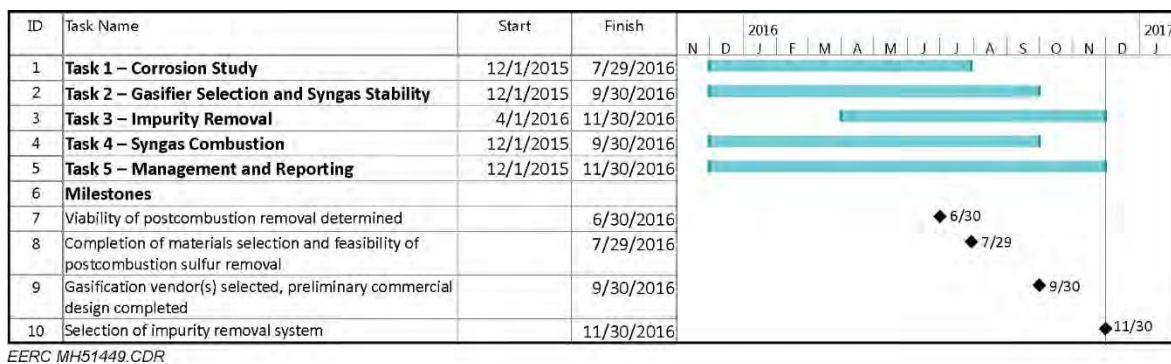 ID Task Name Start Finish 2016 2017
N D J F M A M J J A S O N D J
1 Task 1 – Corrosion Study 12/1/2015 7/29/2016
2 Task 2 – Gasifier Selection and Syngas Stability 12/1/2015 9/30/2016
3 Task 3 – Impurity Removal 4/1/2016 11/30/2016
4 Task 4 – Syngas Combustion 12/1/2015 9/30/2016
5 Task 5 – Management and Reporting 12/1/2015 11/30/2016
6 Milestones
7 Viability of postcombustion removal determined 6/30/2016 6/30
8 Completion of materials selection and feasibility of 7/29/2016 7/29
postcombustion sulfur removal
9 Gasification vendor(s) selected, preliminary commercial 9/30/2016 9/30
design completed
10 Selection of impurity removal system 11/30/2016 11/30
EERC MH51449.CDR